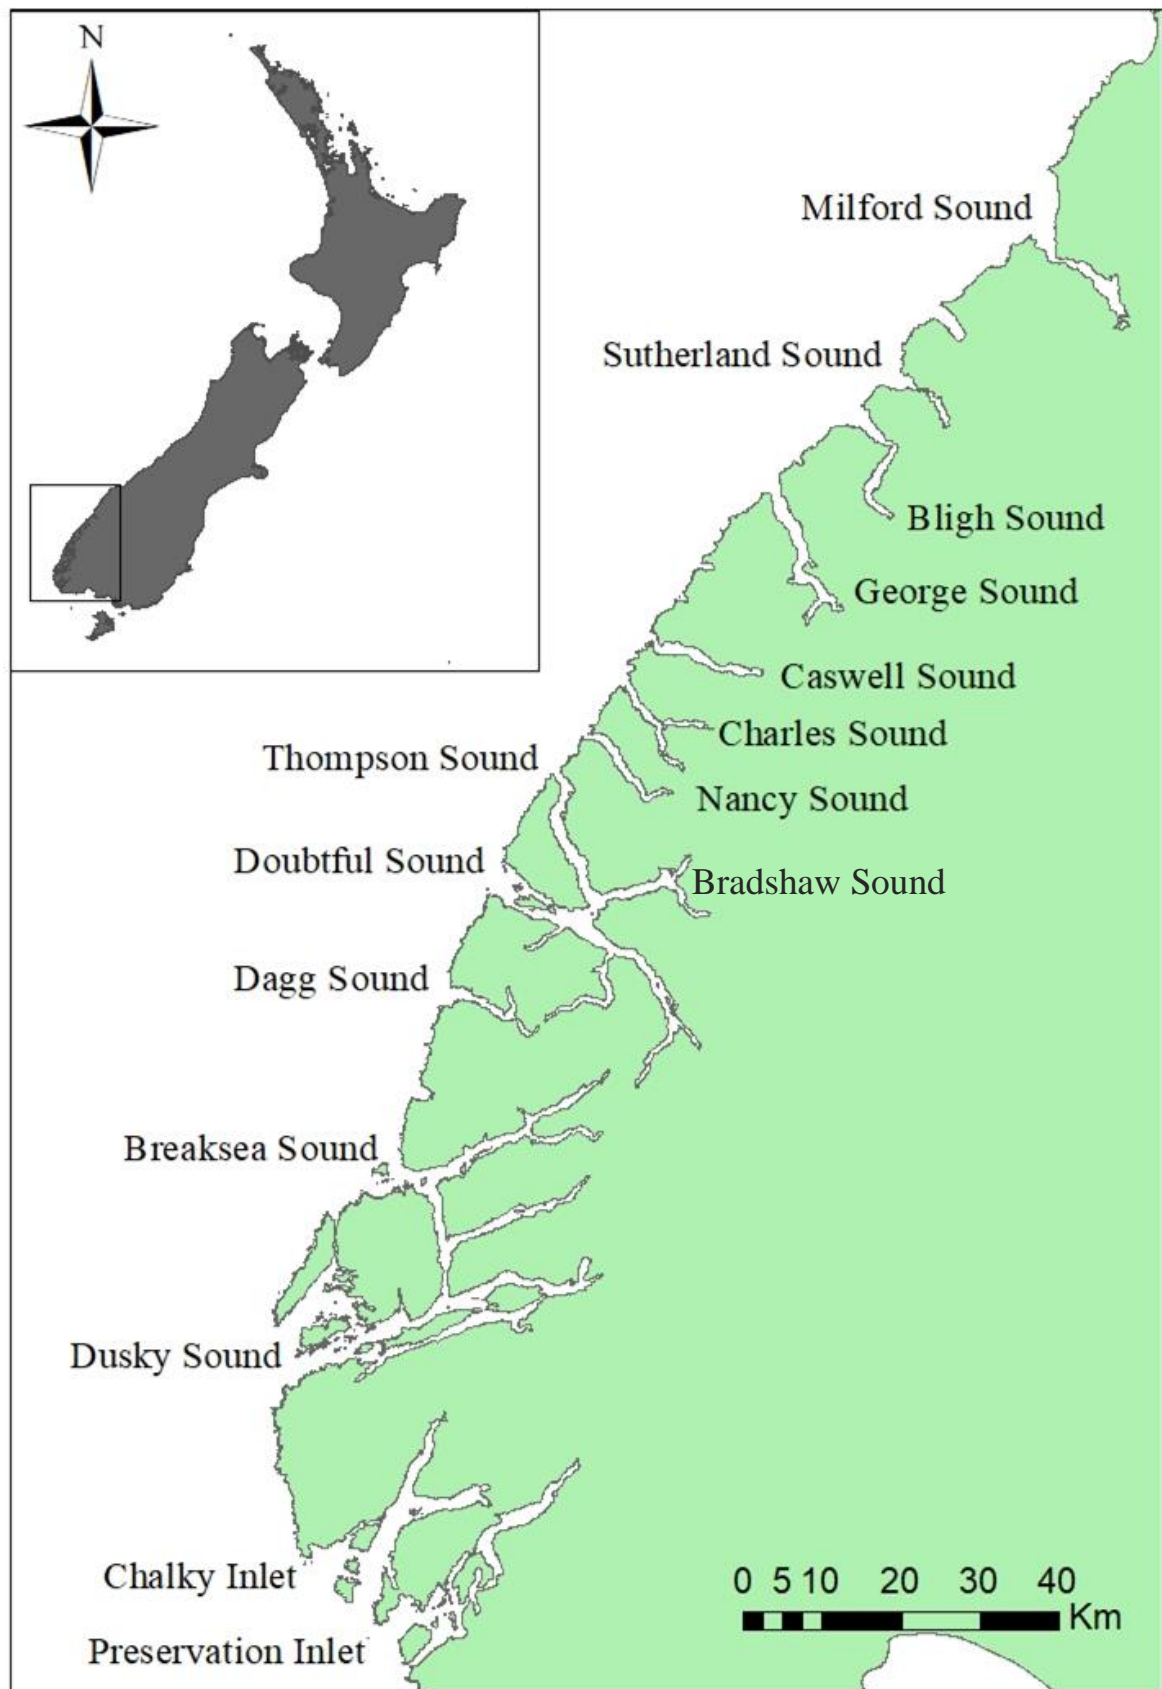 N
Milford Sound
Sutherland Sound
Bligh Sound
George Sound
Caswell Sound
Charles Sound
Thompson Sound
Nancy Sound
Doubtful Sound
Bradshaw Sound
Dagg Sound
Breaksea Sound
Dusky Sound
Chalky Inlet
0 5 10 20 30 40
Km
Preservation Inlet